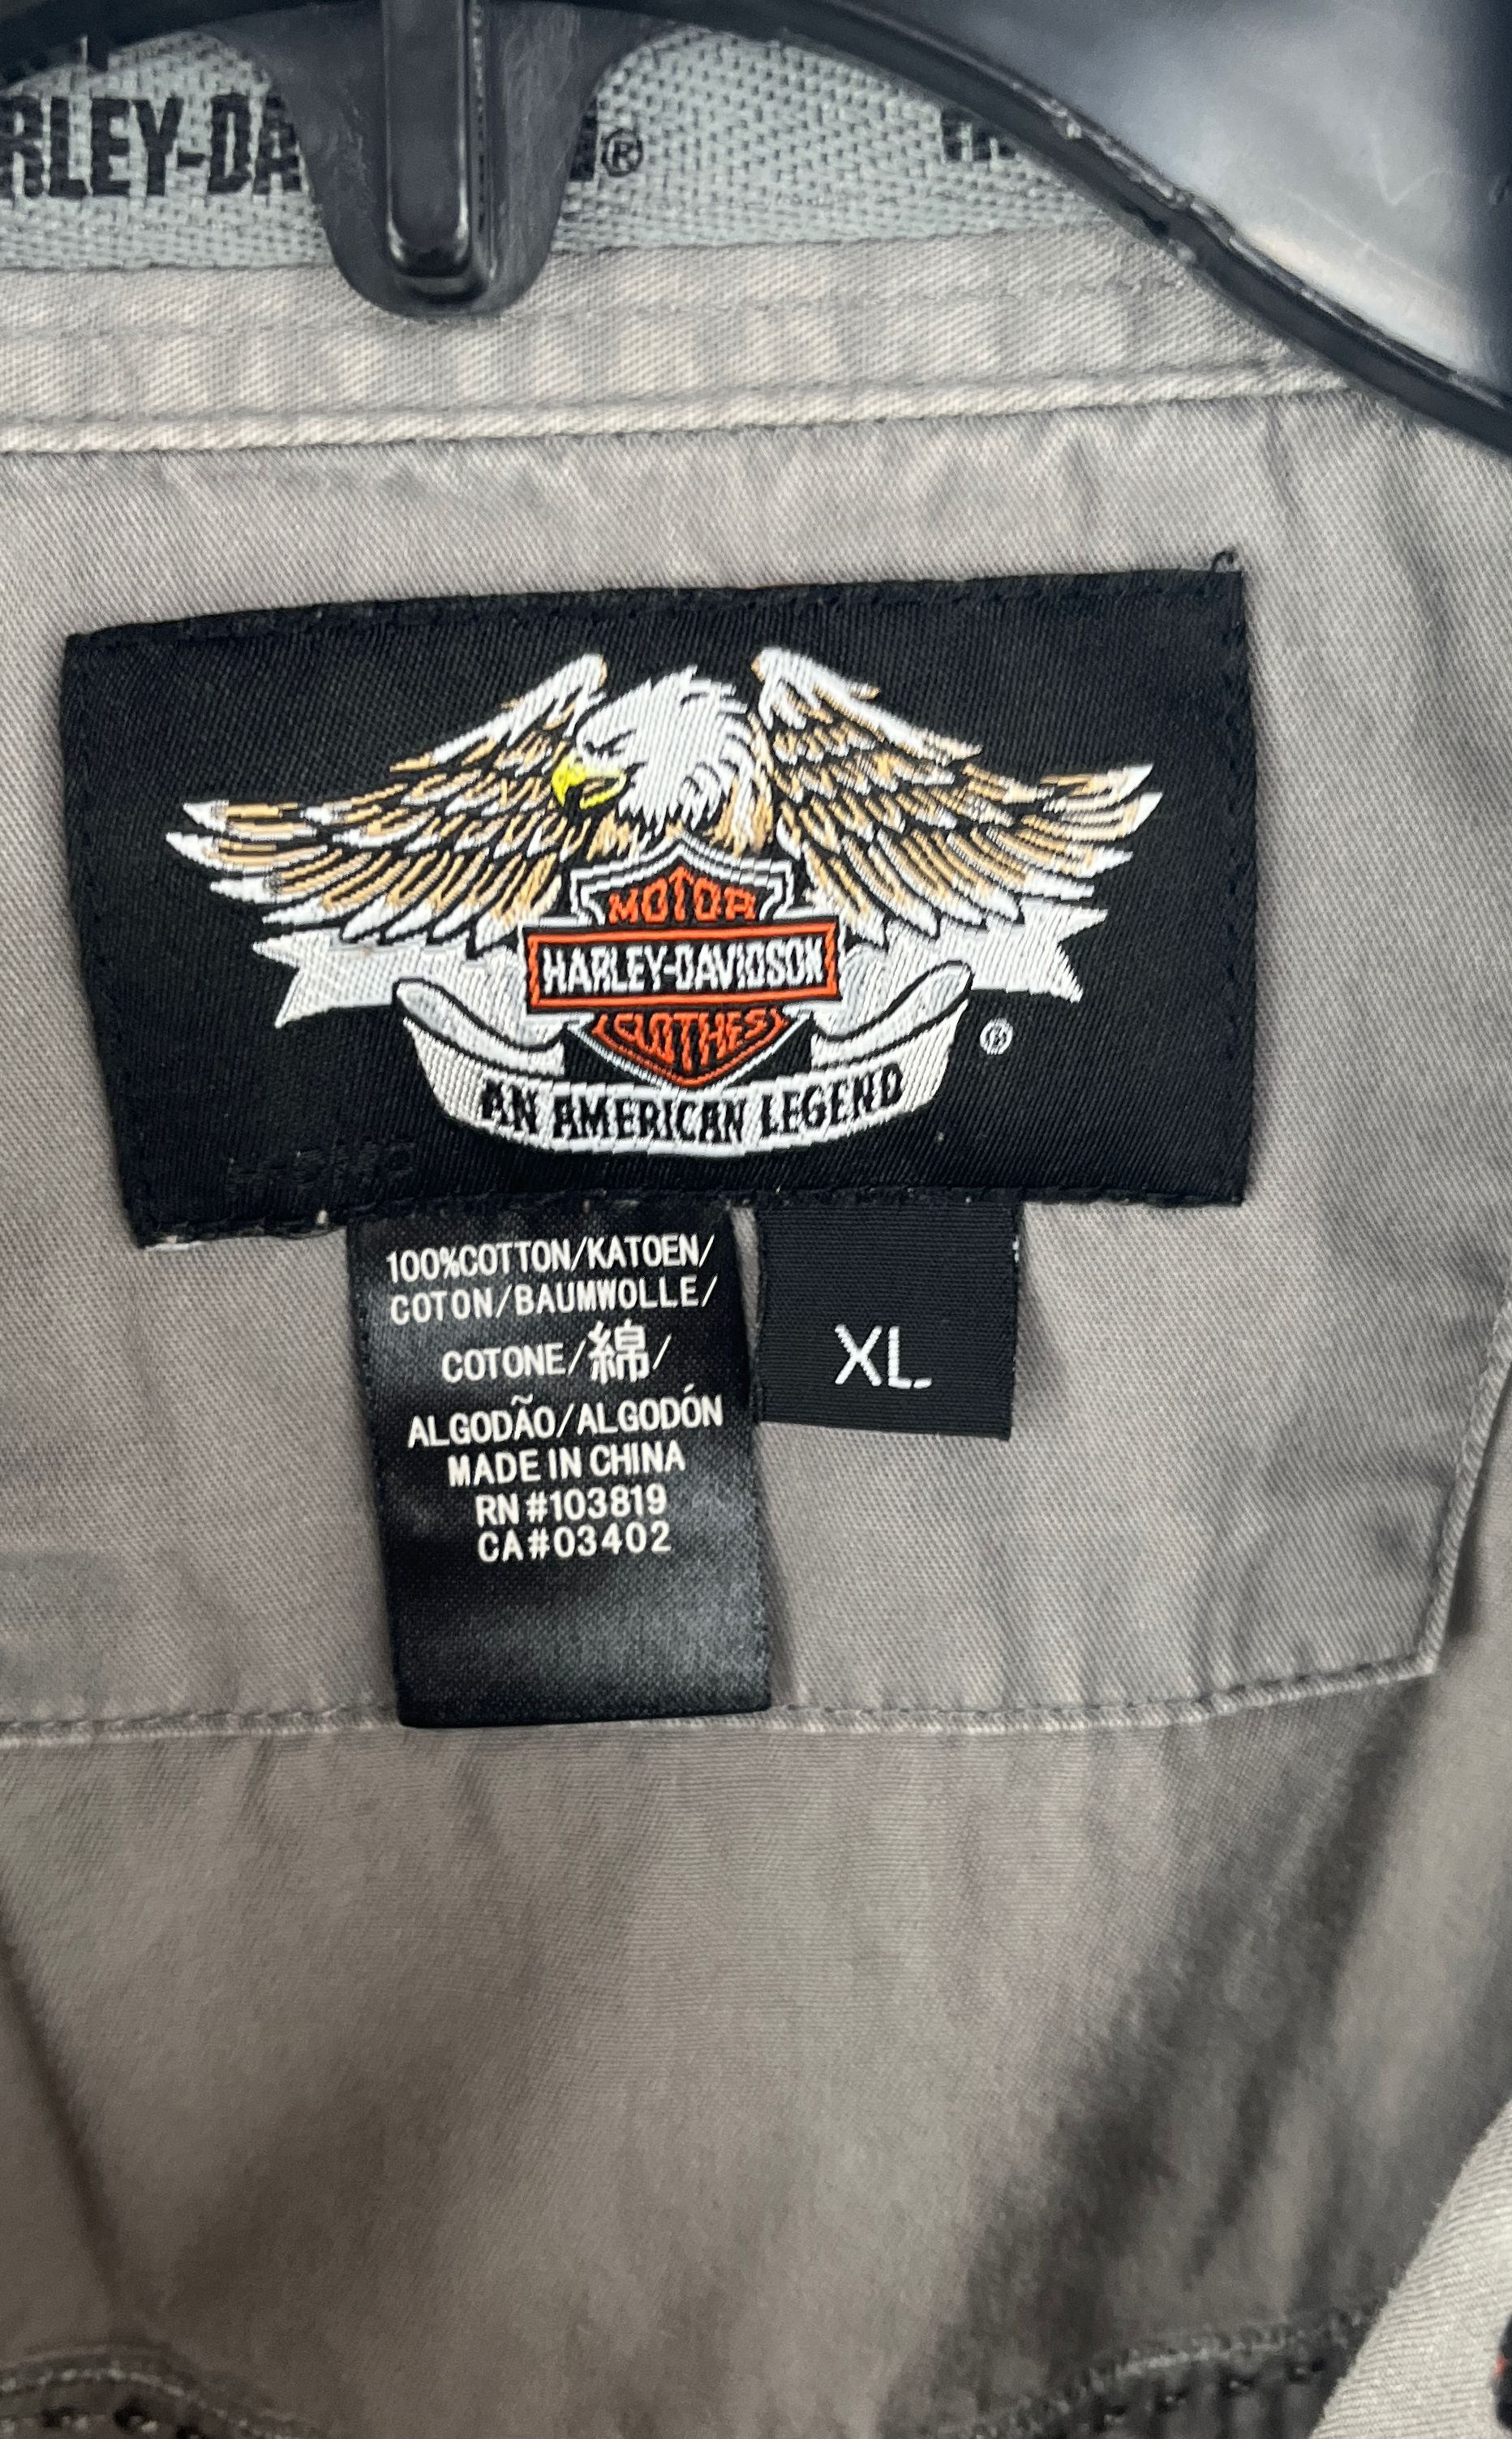 RLEY-DA
®
MOTOR
HARLEY-DAVIDSON
CLOTHES
®
AN AMERICAN LEGEND
100%COTTON/KATOEN/
COTON/BAUMWOLLE/
COTONE/綿/
ALGODÃO/ALGODÓN
MADE IN CHINA
RN#103819
CA#03402
XL